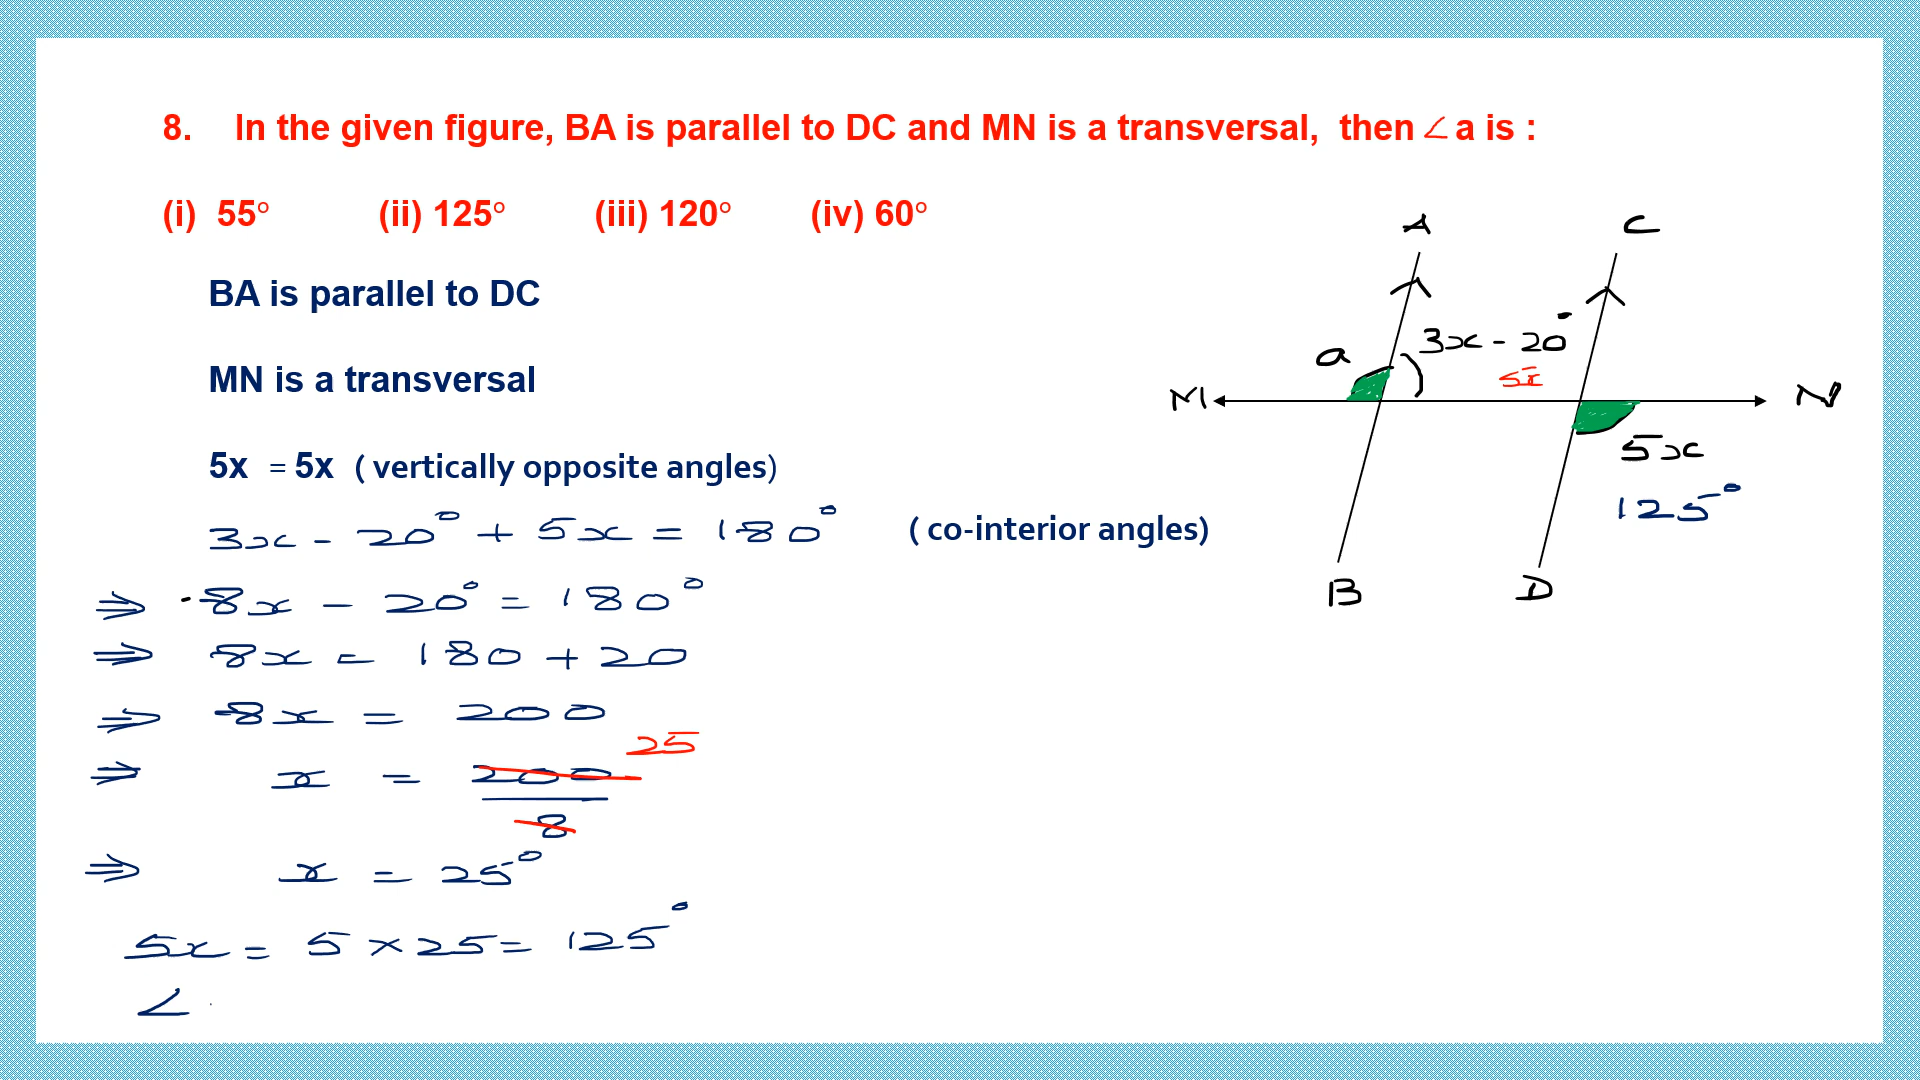 8. In the given figure, BA is parallel to DC and MN is a transversal, then ∠ a is :
(i) 55° (ii) 125° (iii) 120° (iv) 60°
BA is parallel to DC
MN is a transversal
5x = 5x ( vertically opposite angles)
3x - 20° + 5x = 180° ( co-interior angles)
⇒ 8x - 20° = 180°
⇒ 8x = 180 + 20
⇒ 8x = 200
⇒ x = 200/8 25
⇒ x = 25°
5x = 5 × 25 = 125°
∠
A C
a 3x - 20°
5x
M N
5x
125°
B D